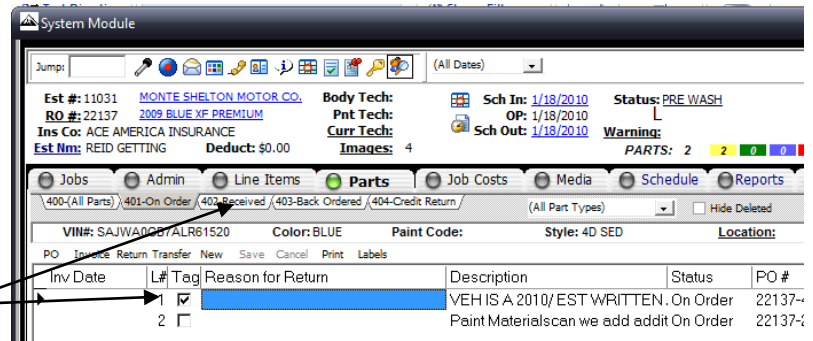 System Module
Jump: (All Dates)
Est #: 11031 MONTE SHELTON MOTOR CO. Body Tech: Sch In: 1/18/2010 Status: PRE WASH
RO #: 22137 2009 BLUE XF PREMIUM Pnt Tech: OP: 1/18/2010 L
Ins Co: ACE AMERICA INSURANCE Curr Tech: Sch Out: 1/18/2010 Warning:
Est Nm: REID GETTING Deduct: $0.00 Images: 4 PARTS: 2 2 0 0
Jobs Admin Line Items Parts Job Costs Media Schedule Reports
400-(All Parts) 401-On Order 402-Received 403-Back Ordered 404-Credit Return (All Part Types) Hide Deleted
VIN#: SAJWA0GB7ALR61520 Color: BLUE Paint Code: Style: 4D SED Location:
PO Invoice Return Transfer New Save Cancel Print Labels
Inv Date L# Tag Reason for Return Description Status PO #
1 VEH IS A 2010/ EST WRITTEN. On Order 22137-4
2 Paint Materialscan we add addit On Order 22137-2